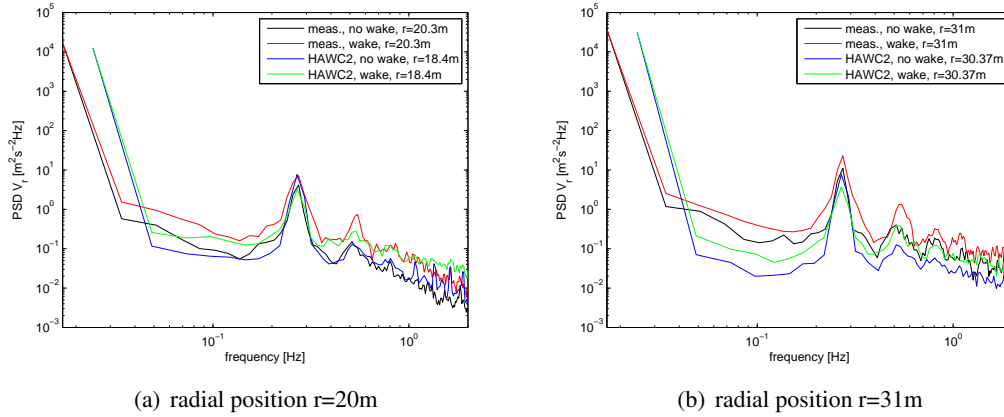 10^5
10^4
10^3
10^2
10^1
10^0
10^-1
10^-2
10^-3
PSD V_r [m^2s^-2Hz]
meas., no wake, r=20.3m
meas., wake, r=20.3m
HAWC2, no wake, r=18.4m
HAWC2, wake, r=18.4m
10^-1
10^0
frequency [Hz]
(a) radial position r=20m
10^5
10^4
10^3
10^2
10^1
10^0
10^-1
10^-2
10^-3
PSD V_r [m^2s^-2Hz]
meas., no wake, r=31m
meas., wake, r=31m
HAWC2, no wake, r=30.37m
HAWC2, wake, r=30.37m
10^-1
10^0
frequency [Hz]
(b) radial position r=31m